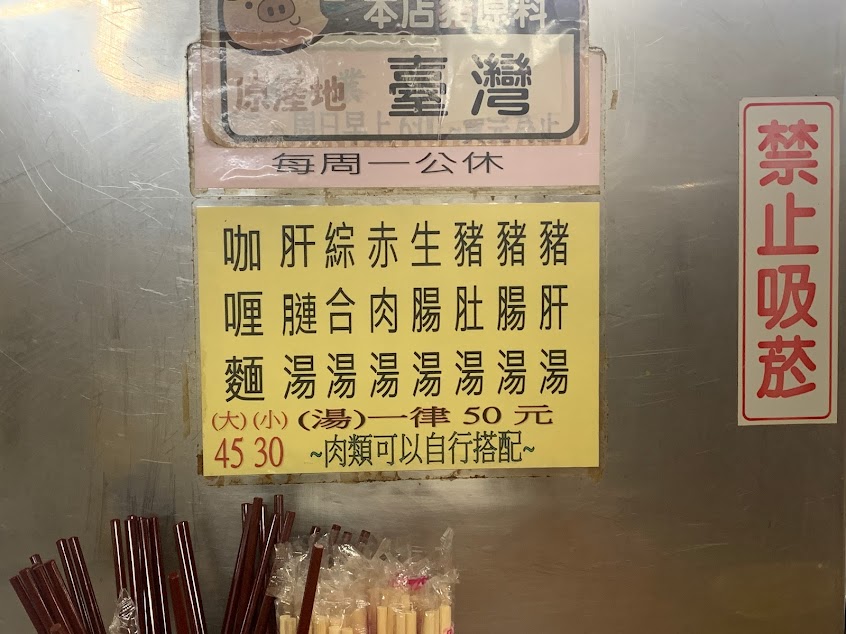 本店豬原料
原產地 臺灣
每周一公休
豬肝湯
豬腸湯
豬肚湯
生腸湯
赤肉湯
綜合湯
肝腱湯
咖喱麵
(大)(小) (湯)一律 50 元
45 30 ~肉類可以自行搭配~
禁止吸菸